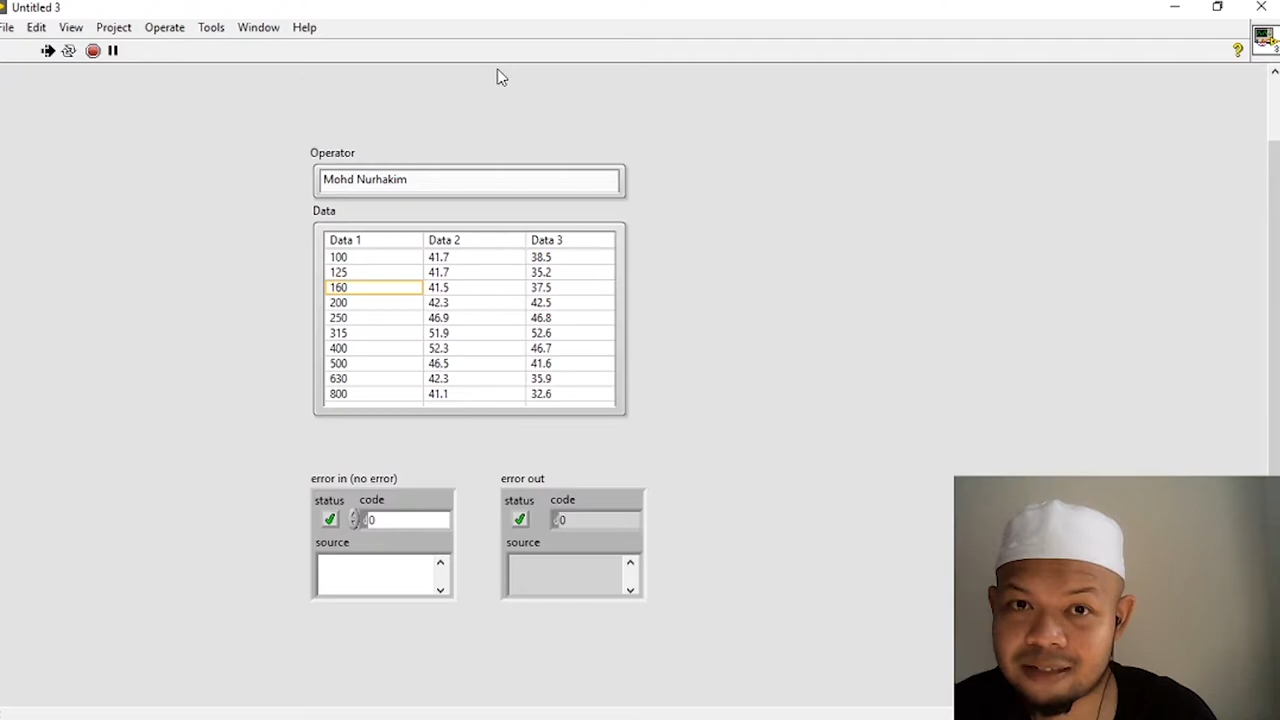 Untitled 3
File Edit View Project Operate Tools Window Help
Operator
Mohd Nurhakim
Data
Data 1 Data 2 Data 3
100 41.7 38.5
125 41.7 35.2
160 41.5 37.5
200 42.3 42.5
250 46.9 46.8
315 51.9 52.6
400 52.3 46.7
500 46.5 41.6
630 42.3 35.9
800 41.1 32.6
error in (no error) error out
status code status code
0 0
source source